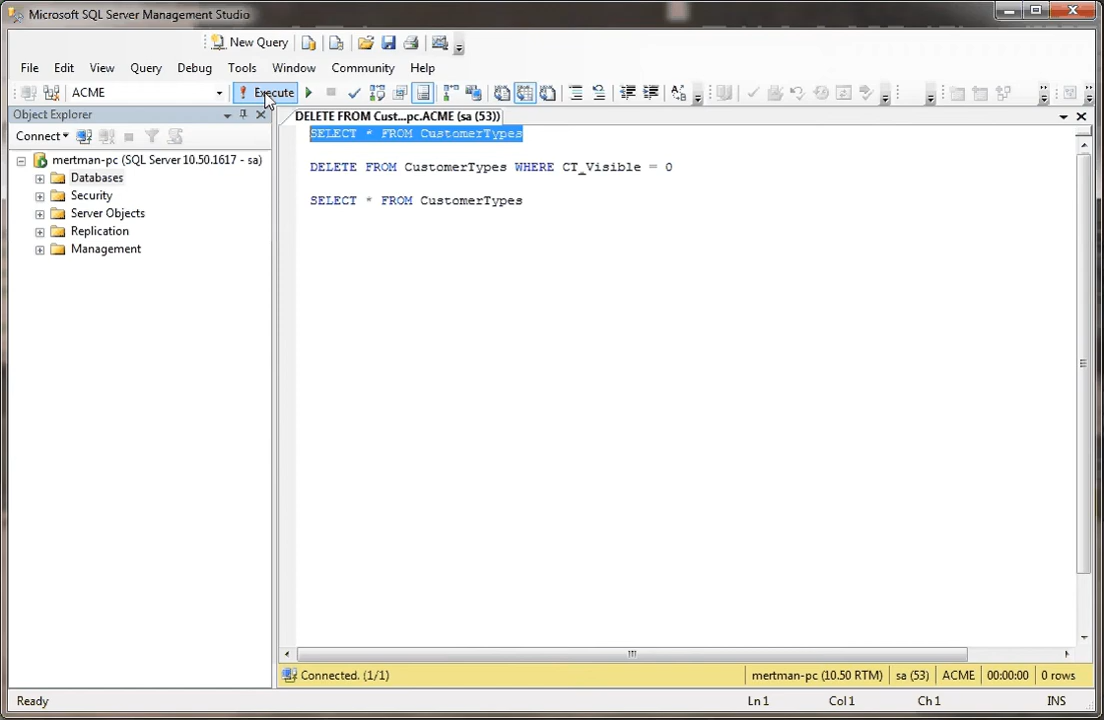 Microsoft SQL Server Management Studio
New Query
File Edit View Query Debug Tools Window Community Help
ACME Execute
Object Explorer
DELETE FROM Cust...pc.ACME (sa (53))
Connect
SELECT * FROM CustomerTypes
mertman-pc (SQL Server 10.50.1617 - sa)
DELETE FROM CustomerTypes WHERE CT_Visible = 0
Databases
Security
SELECT * FROM CustomerTypes
Server Objects
Replication
Management
Connected. (1/1) mertman-pc (10.50 RTM) sa (53) ACME 00:00:00 0 rows
Ready Ln 1 Col 1 Ch 1 INS